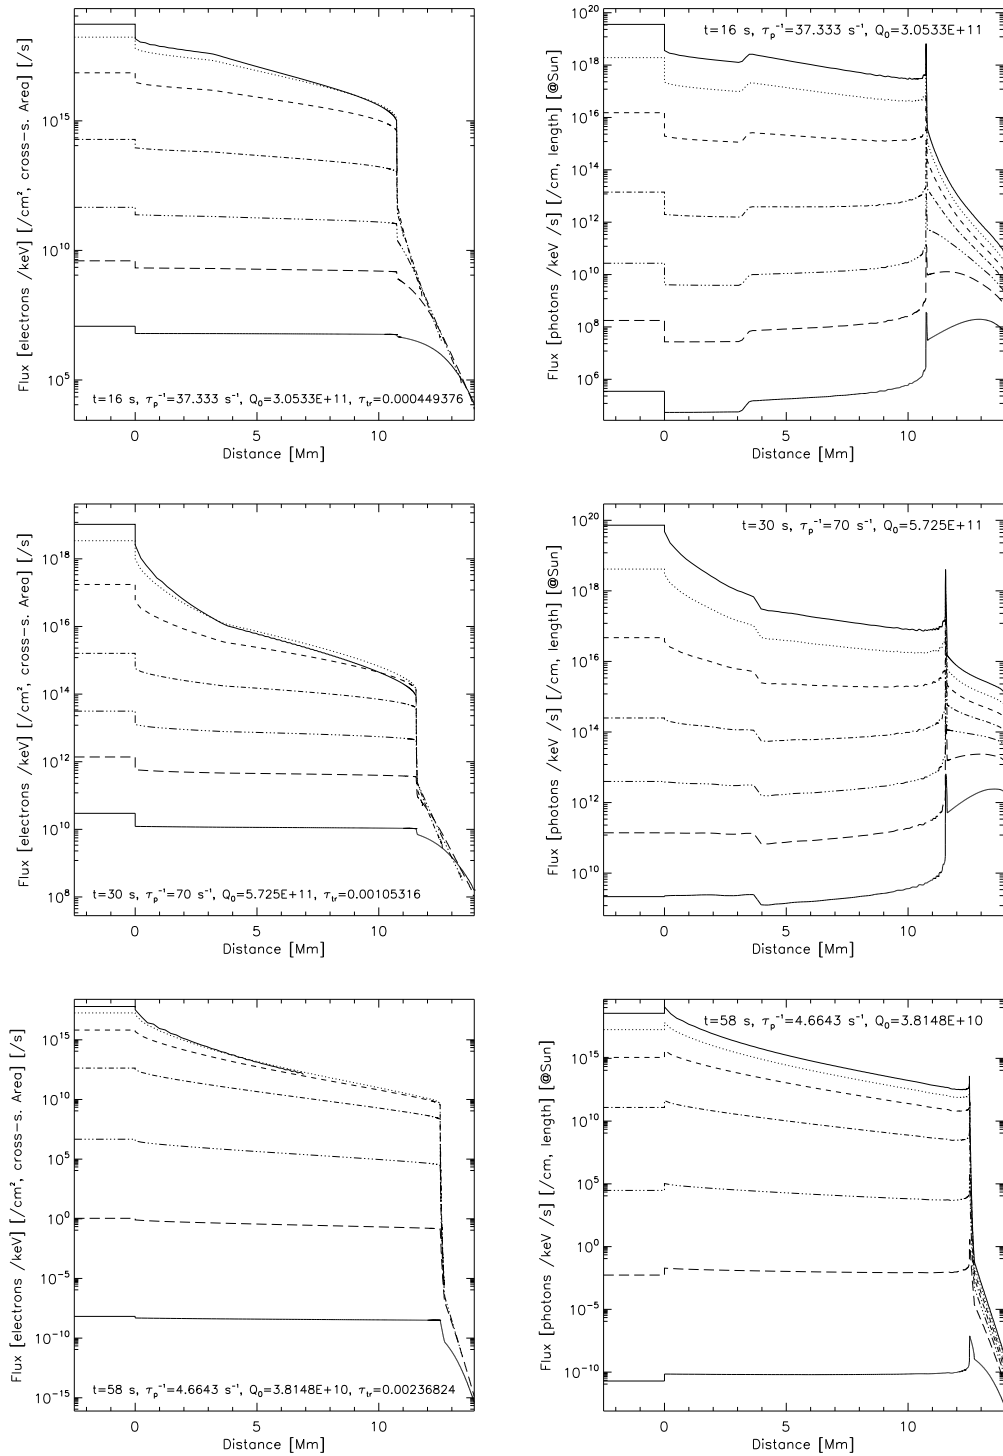 Flux [electrons /keV] [/cm², cross-s. Area] [/s]
10¹⁵
10¹⁰
10⁵
t=16 s, τₚ⁻¹=37.333 s⁻¹, Q₀=3.0533E+11, τₜᵣ=0.000449376
0 5 10
Distance [Mm]
Flux [photons /keV /s] [/cm, length] [@Sun]
10²⁰
10¹⁸
10¹⁶
10¹⁴
10¹²
10¹⁰
10⁸
10⁶
t=16 s, τₚ⁻¹=37.333 s⁻¹, Q₀=3.0533E+11
0 5 10
Distance [Mm]
Flux [electrons /keV] [/cm², cross-s. Area] [/s]
10¹⁸
10¹⁶
10¹⁴
10¹²
10¹⁰
10⁸
t=30 s, τₚ⁻¹=70 s⁻¹, Q₀=5.725E+11, τₜᵣ=0.00105316
0 5 10
Distance [Mm]
Flux [photons /keV /s] [/cm, length] [@Sun]
10²⁰
10¹⁸
10¹⁶
10¹⁴
10¹²
10¹⁰
t=30 s, τₚ⁻¹=70 s⁻¹, Q₀=5.725E+11
0 5 10
Distance [Mm]
Flux [electrons /keV] [/cm², cross-s. Area] [/s]
10¹⁵
10¹⁰
10⁵
10⁰
10⁻⁵
10⁻¹⁰
10⁻¹⁵
t=58 s, τₚ⁻¹=4.6643 s⁻¹, Q₀=3.8148E+10, τₜᵣ=0.00236824
0 5 10
Distance [Mm]
Flux [photons /keV /s] [/cm, length] [@Sun]
10¹⁵
10¹⁰
10⁵
10⁰
10⁻⁵
10⁻¹⁰
t=58 s, τₚ⁻¹=4.6643 s⁻¹, Q₀=3.8148E+10
0 5 10
Distance [Mm]